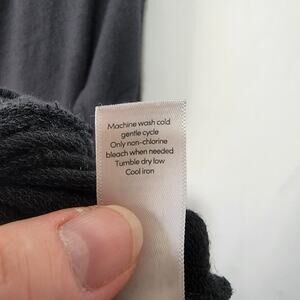 Machine wash cold
gentle cycle
Only non-chlorine
bleach when needed
Tumble dry low
Cool iron